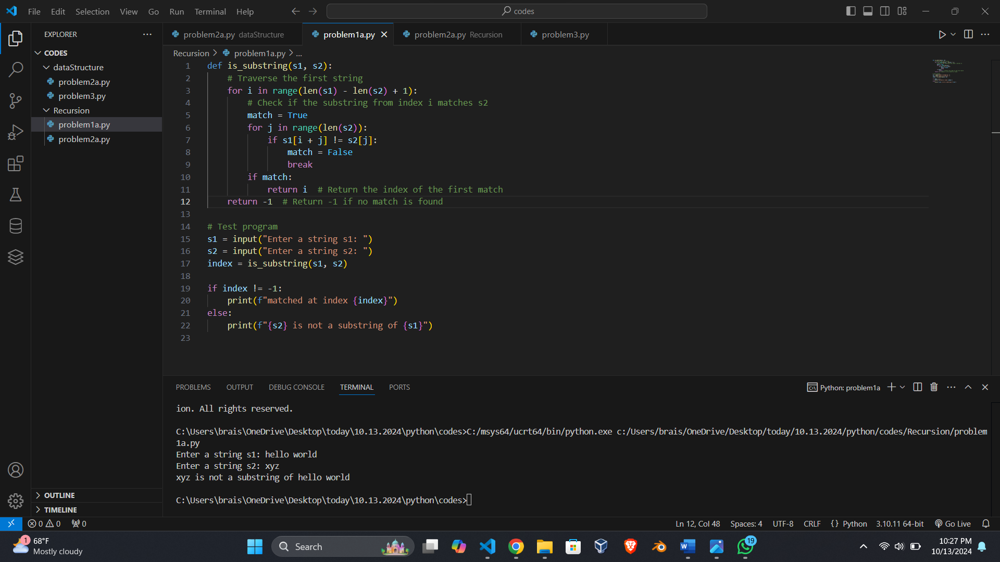 File Edit Selection View Go Run Terminal Help
codes
EXPLORER
CODES
dataStructure
problem2a.py
problem3.py
Recursion
problem1a.py
problem2a.py
OUTLINE
TIMELINE
problem2a.py dataStructure
problem1a.py
problem2a.py Recursion
problem3.py
Recursion > problem1a.py > ...
1 def is_substring(s1, s2):
2     # Traverse the first string
3     for i in range(len(s1) - len(s2) + 1):
4         # Check if the substring from index i matches s2
5         match = True
6         for j in range(len(s2)):
7             if s1[i + j] != s2[j]:
8                 match = False
9                 break
10         if match:
11             return i  # Return the index of the first match
12     return -1  # Return -1 if no match is found
13
14 # Test program
15 s1 = input("Enter a string s1: ")
16 s2 = input("Enter a string s2: ")
17 index = is_substring(s1, s2)
18
19 if index != -1:
20     print(f"matched at index {index}")
21 else:
22     print(f"{s2} is not a substring of {s1}")
23
PROBLEMS OUTPUT DEBUG CONSOLE TERMINAL PORTS
Python: problem1a
ion. All rights reserved.
C:\Users\brais\OneDrive\Desktop\today\10.13.2024\python\codes>C:/msys64/ucrt64/bin/python.exe c:/Users/brais/OneDrive/Desktop/today/10.13.2024/python/codes/Recursion/problem
1a.py
Enter a string s1: hello world
Enter a string s2: xyz
xyz is not a substring of hello world
C:\Users\brais\OneDrive\Desktop\today\10.13.2024\python\codes>
0 0 0
Ln 12, Col 48 Spaces: 4 UTF-8 CRLF {} Python 3.10.11 64-bit Go Live
1
68°F
Mostly cloudy
Search
19
10:27 PM
10/13/2024